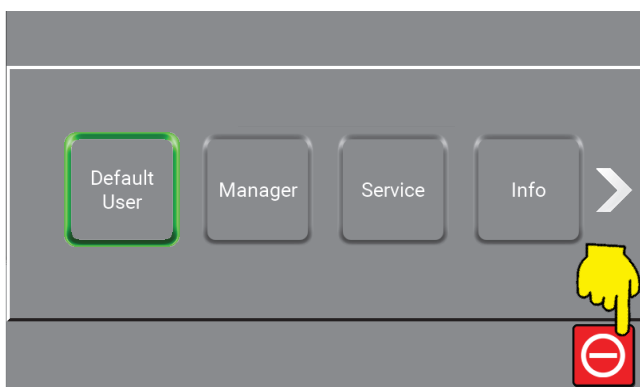 Default
User
Manager
Service
Info